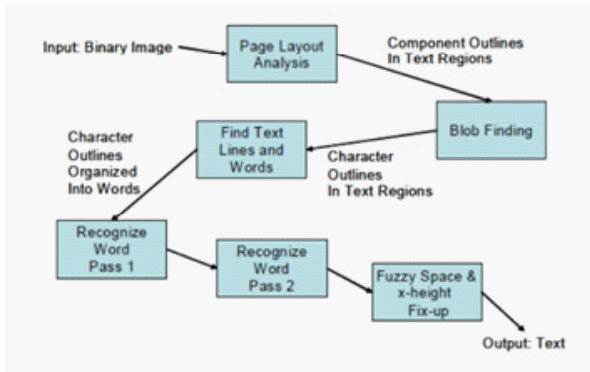 Input: Binary Image
Page Layout
Analysis
Component Outlines
In Text Regions
Blob Finding
Character
Outlines
In Text Regions
Find Text
Lines and
Words
Character
Outlines
Organized
Into Words
Recognize
Word
Pass 1
Recognize
Word
Pass 2
Fuzzy Space &
x-height
Fix-up
Output: Text